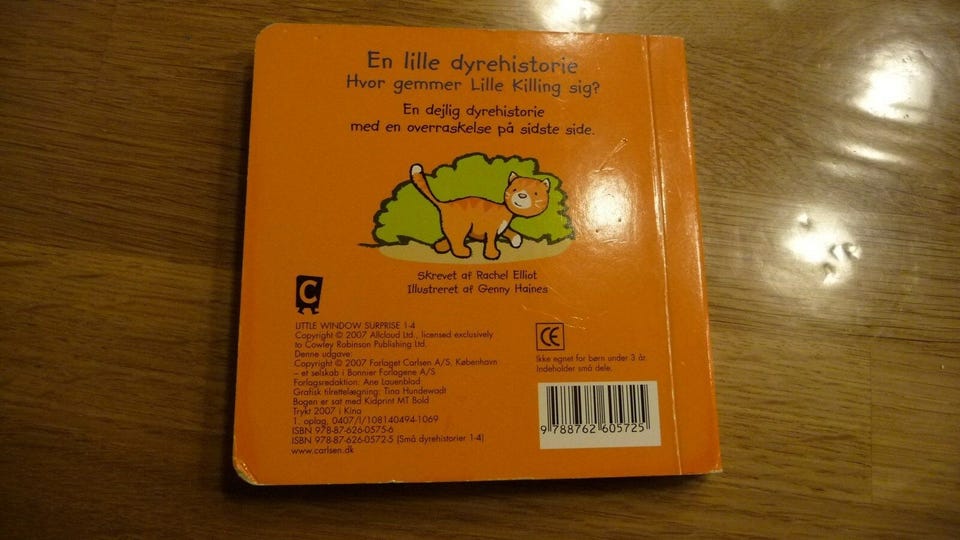 En lille dyrehistorie
Hvor gemmer Lille Killing sig?
En dejlig dyrehistorie
med en overraskelse på sidste side.
Skrevet af Rachel Elliot
Illustreret af Genny Haines
C
LITTLE WINDOW SURPRISE 1-4
Copyright © 2007 Allcloud Ltd., licensed exclusively
to Cowley Robinson Publishing Ltd.
Denne udgave:
Copyright © 2007 Forlaget Carlsen A/S, København
– et selskab i Bonnier Forlagene A/S
Forlagsredaktion: Ane Lauenblad
Grafisk tilrettelægning: Tina Hundewadt
Bogen er sat med Kidprint MT Bold
Trykt 2007 i Kina
1. oplag, 0407/I/108140494-1069
ISBN 978-87-626-0575-6
ISBN 978-87-626-0572-5 (Små dyrehistorier 1-4)
www.carlsen.dk
CE
Ikke egnet for børn under 3 år.
Indeholder små dele.
9 788762 605725